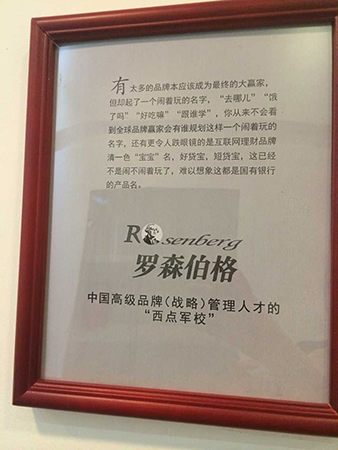 有太多的品牌本应该成为最终的大赢家，
但却起了一个闹着玩的名字，“去哪儿”“饿
了吗”“好吃嘛”“跟谁学”，你从来不会看
到全球品牌赢家会有谁规划这样一个闹着玩的
名字，还有更令人跌眼镜的是互联网理财品牌
清一色“宝宝”名，好贷宝，短贷宝，这已经
不是闹不闹着玩了，难以想象这都是国有银行
的产品名。
Rosenberg
罗森伯格
中国高级品牌(战略)管理人才的
“西点军校”